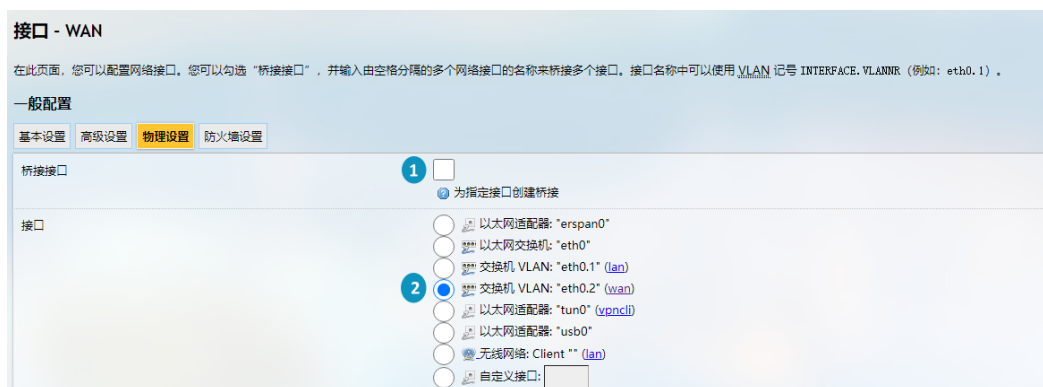 接口 - WAN
在此页面，您可以配置网络接口。您可以勾选“桥接接口”，并输入由空格分隔的多个网络接口的名称来桥接多个接口。接口名称中可以使用 VLAN 记号 INTERFACE.VLANNR（例如：eth0.1）。
一般配置
基本设置 高级设置 物理设置 防火墙设置
桥接接口 1
为指定接口创建桥接
接口 以太网适配器: "erspan0"
以太网交换机: "eth0"
交换机 VLAN: "eth0.1" (lan)
2 交换机 VLAN: "eth0.2" (wan)
以太网适配器: "tun0" (vpncli)
以太网适配器: "usb0"
无线网络: Client "" (lan)
自定义接口: